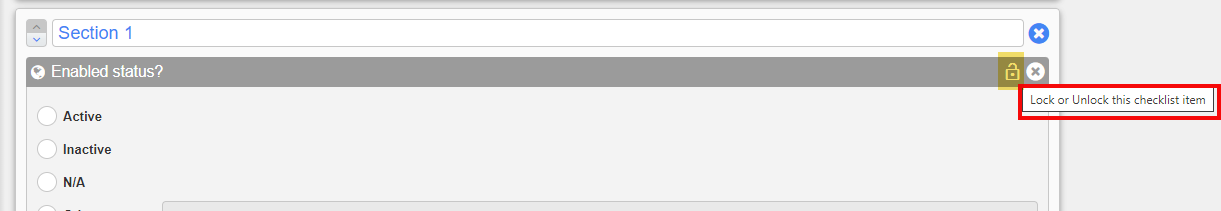 Section 1
Enabled status?
Lock or Unlock this checklist item
Active
Inactive
N/A